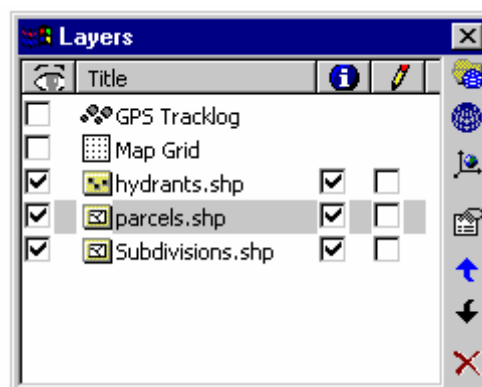 Layers
Title
GPS Tracklog
Map Grid
hydrants.shp
parcels.shp
Subdivisions.shp